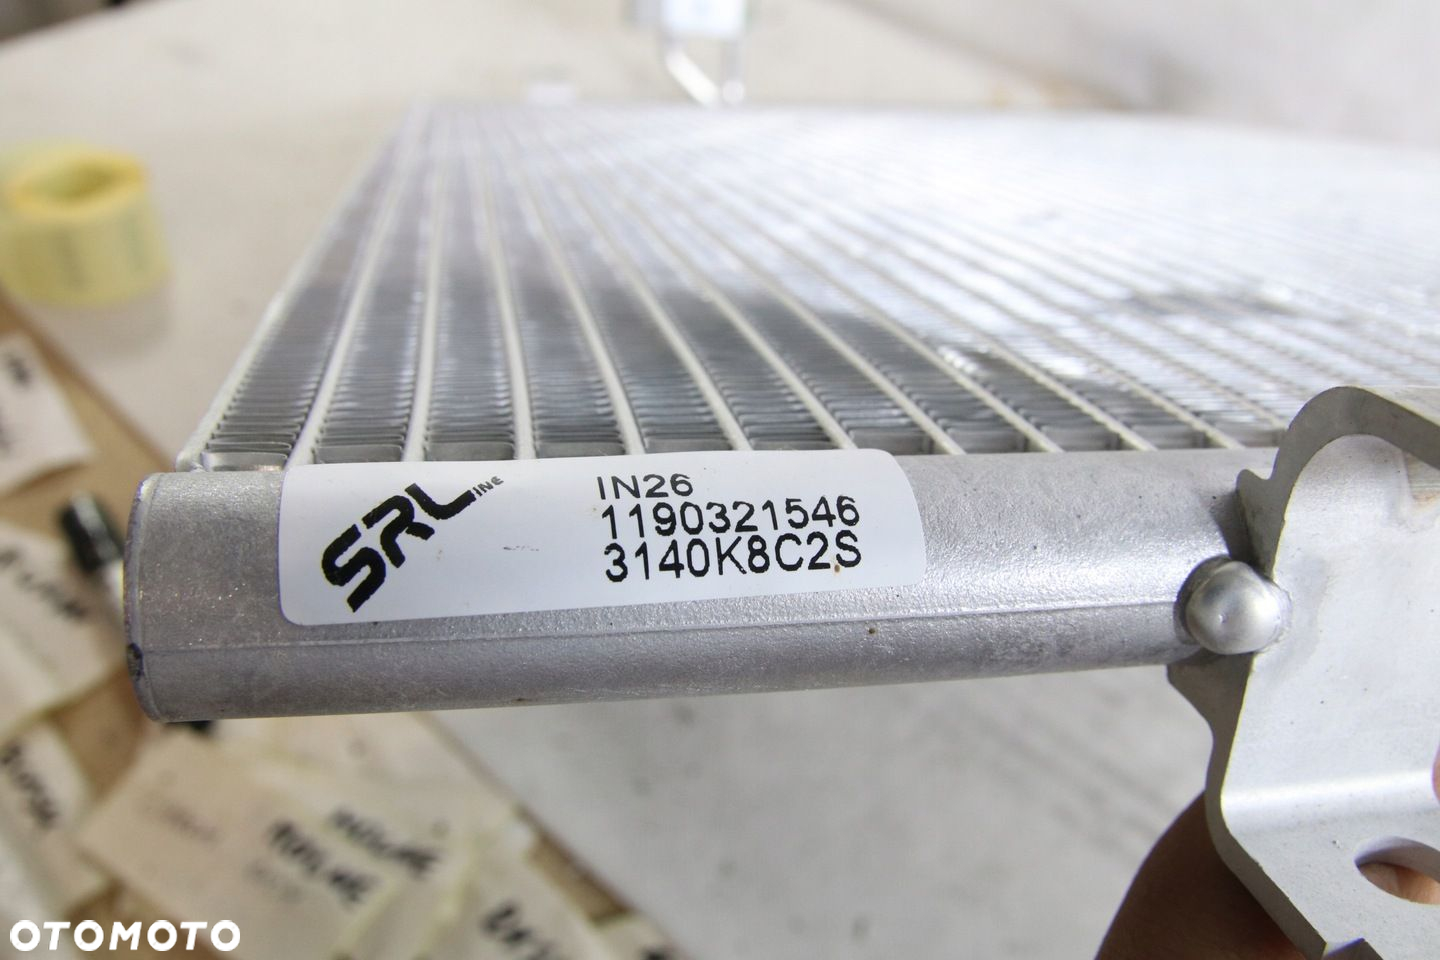 SRLINE
IN26
1190321546
3140K8C2S
OTOMOTO